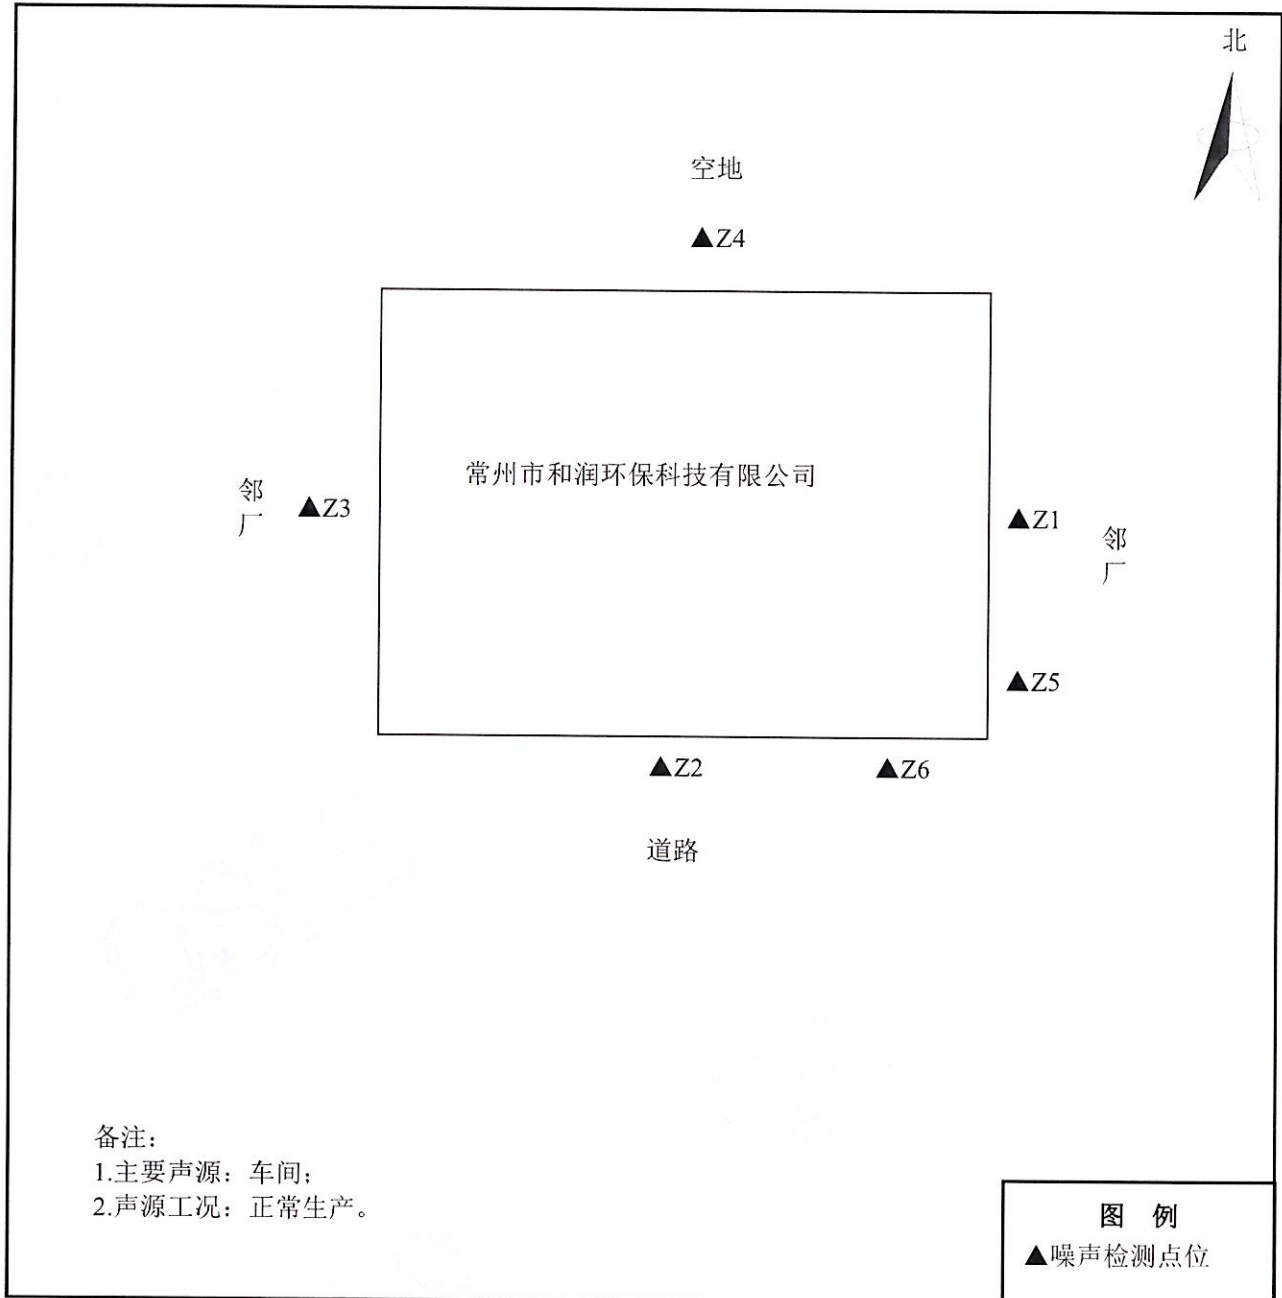 北
空地
▲Z4
常州市和润环保科技有限公司
邻厂
▲Z3
▲Z1
邻厂
▲Z5
▲Z2
▲Z6
道路
备注：
1.主要声源：车间；
2.声源工况：正常生产。
图 例
▲噪声检测点位